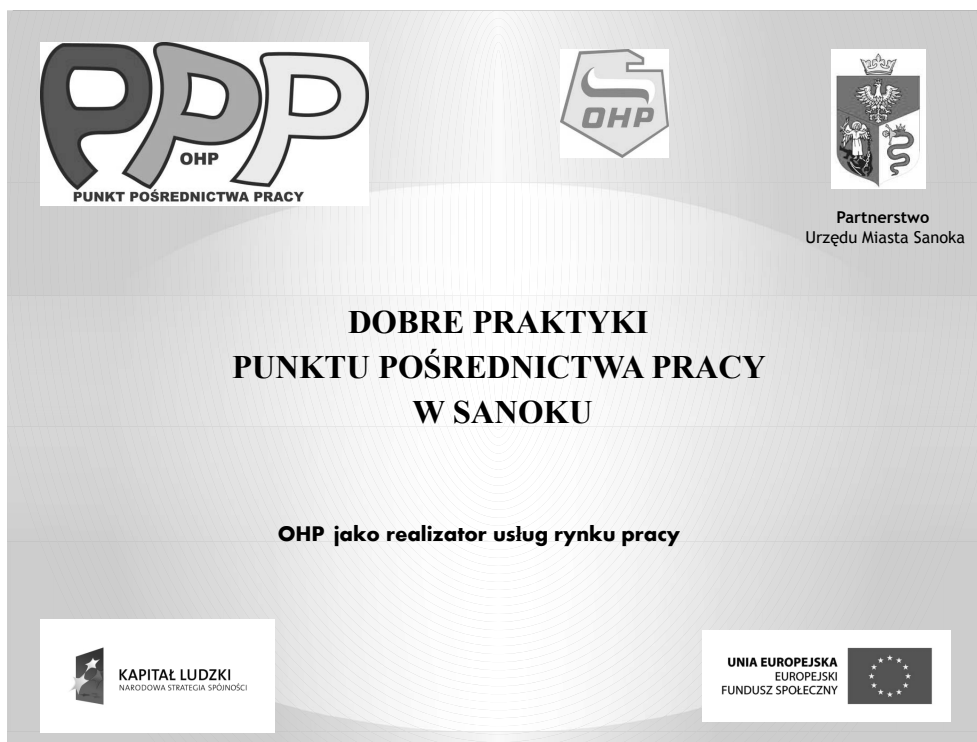 PPP
OHP
PUNKT POŚREDNICTWA PRACY
OHP
Partnerstwo
Urzędu Miasta Sanoka
DOBRE PRAKTYKI
PUNKTU POŚREDNICTWA PRACY
W SANOKU
OHP jako realizator usług rynku pracy
KAPITAŁ LUDZKI
NARODOWA STRATEGIA SPÓJNOŚCI
UNIA EUROPEJSKA
EUROPEJSKI
FUNDUSZ SPOŁECZNY